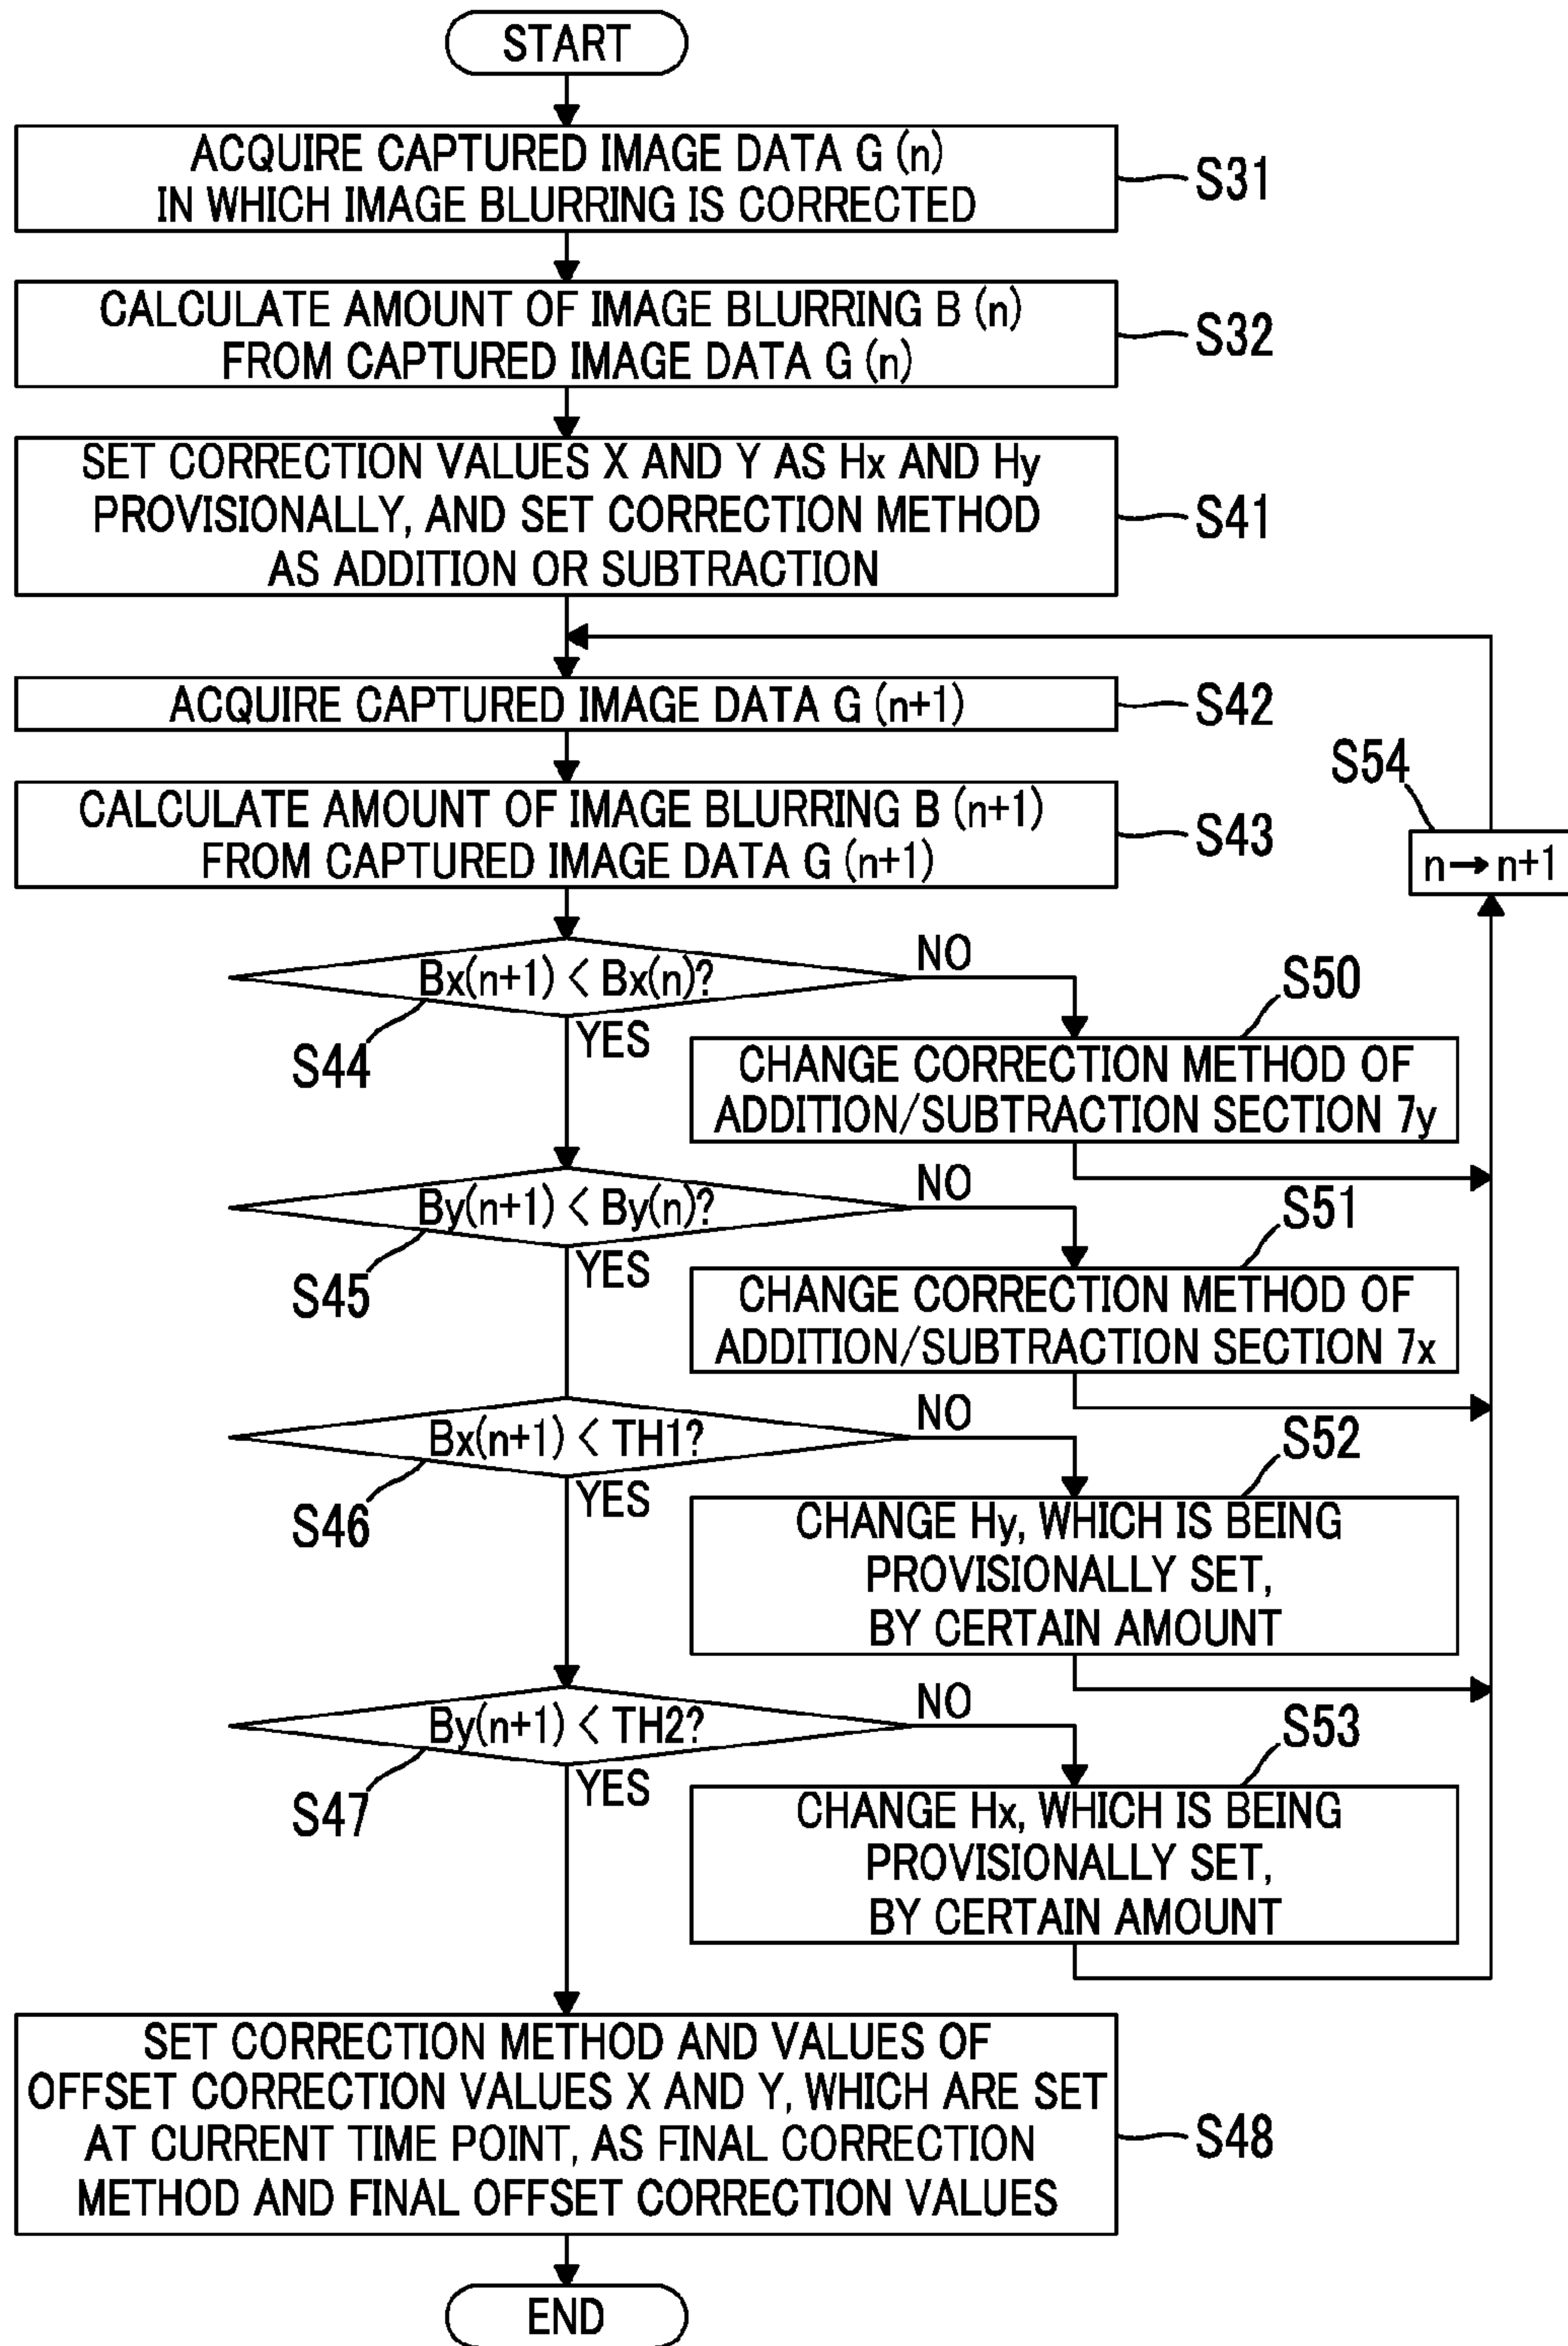 START
ACQUIRE CAPTURED IMAGE DATA G (n)
IN WHICH IMAGE BLURRING IS CORRECTED
S31
CALCULATE AMOUNT OF IMAGE BLURRING B (n)
FROM CAPTURED IMAGE DATA G (n)
S32
SET CORRECTION VALUES X AND Y AS Hx AND Hy
PROVISIONALLY, AND SET CORRECTION METHOD
AS ADDITION OR SUBTRACTION
S41
ACQUIRE CAPTURED IMAGE DATA G (n+1)
S42
CALCULATE AMOUNT OF IMAGE BLURRING B (n+1)
FROM CAPTURED IMAGE DATA G (n+1)
S43
S54
n→n+1
Bx(n+1) < Bx(n)?
NO
YES
S44
S50
CHANGE CORRECTION METHOD OF
ADDITION/SUBTRACTION SECTION 7y
By(n+1) < By(n)?
NO
YES
S45
S51
CHANGE CORRECTION METHOD OF
ADDITION/SUBTRACTION SECTION 7x
Bx(n+1) < TH1?
NO
YES
S46
S52
CHANGE Hy, WHICH IS BEING
PROVISIONALLY SET,
BY CERTAIN AMOUNT
By(n+1) < TH2?
NO
YES
S47
S53
CHANGE Hx, WHICH IS BEING
PROVISIONALLY SET,
BY CERTAIN AMOUNT
SET CORRECTION METHOD AND VALUES OF
OFFSET CORRECTION VALUES X AND Y, WHICH ARE SET
AT CURRENT TIME POINT, AS FINAL CORRECTION
METHOD AND FINAL OFFSET CORRECTION VALUES
S48
END